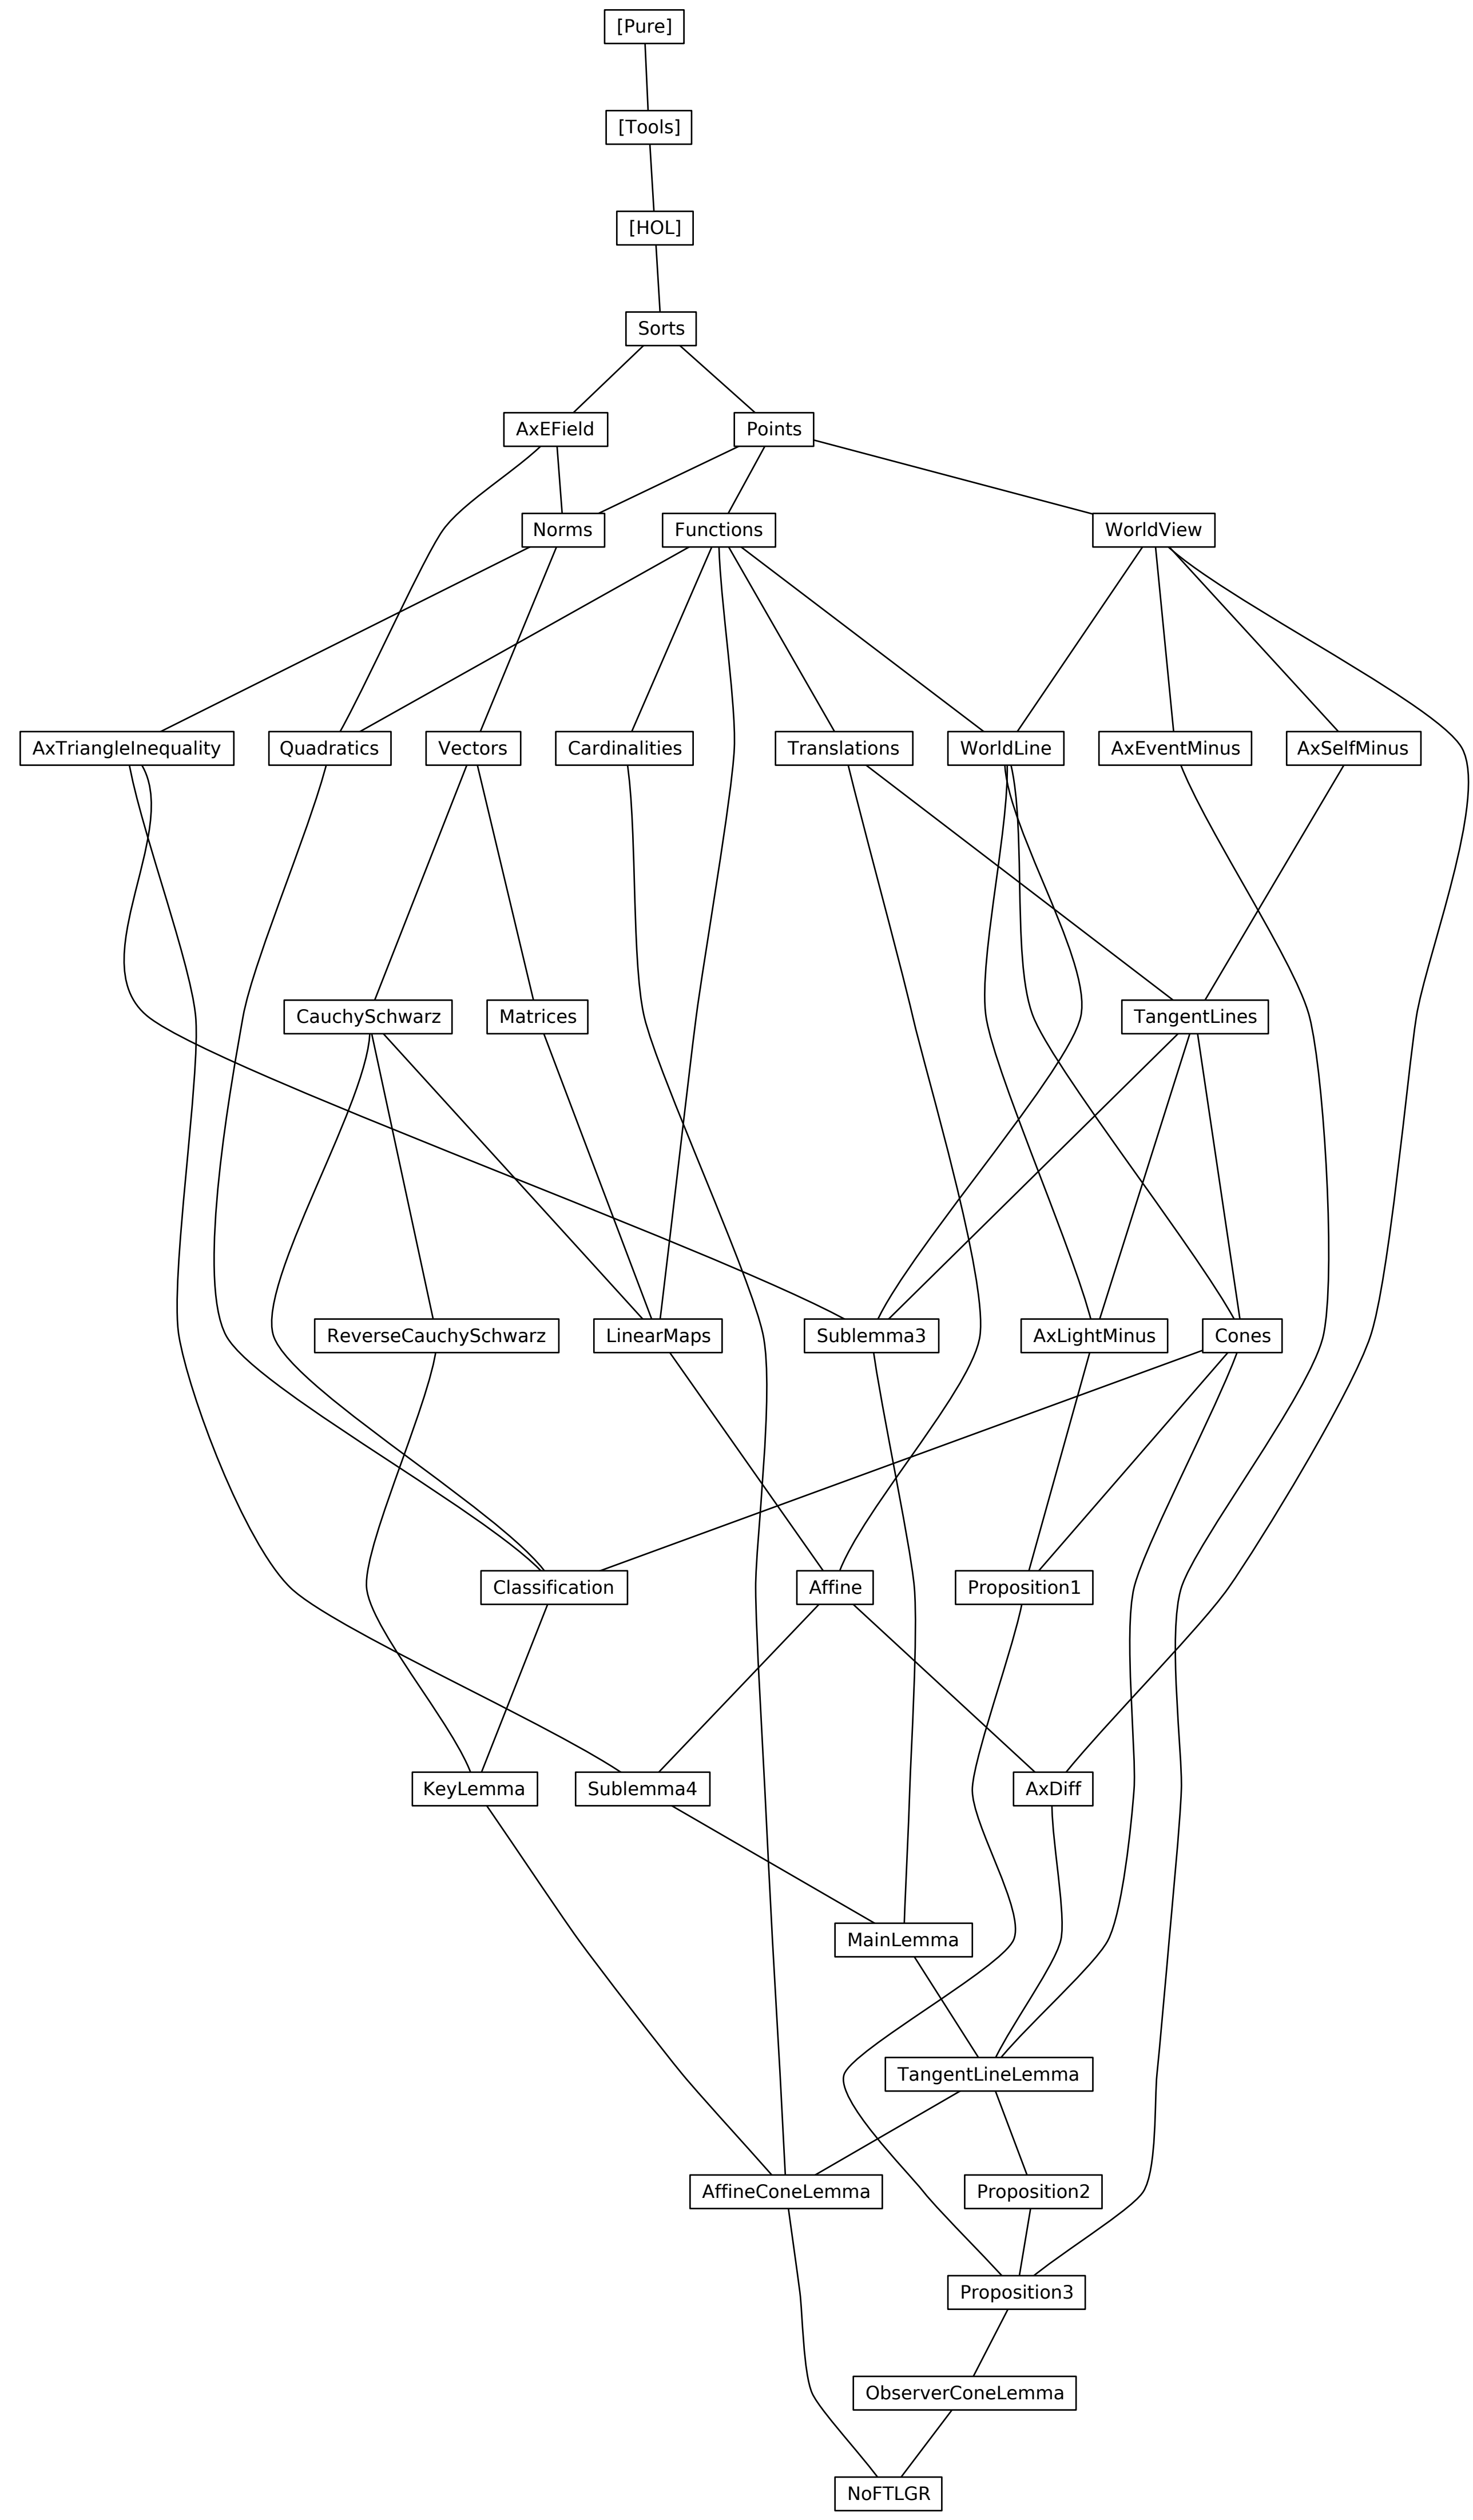 [Pure]
[Tools]
[HOL]
Sorts
AxEField
Points
Norms
Functions
WorldView
AxTriangleInequality
Quadratics
Vectors
Cardinalities
Translations
WorldLine
AxEventMinus
AxSelfMinus
CauchySchwarz
Matrices
TangentLines
ReverseCauchySchwarz
LinearMaps
Sublemma3
AxLightMinus
Cones
Classification
Affine
Proposition1
KeyLemma
Sublemma4
AxDiff
MainLemma
TangentLineLemma
AffineConeLemma
Proposition2
Proposition3
ObserverConeLemma
NoFTLGR